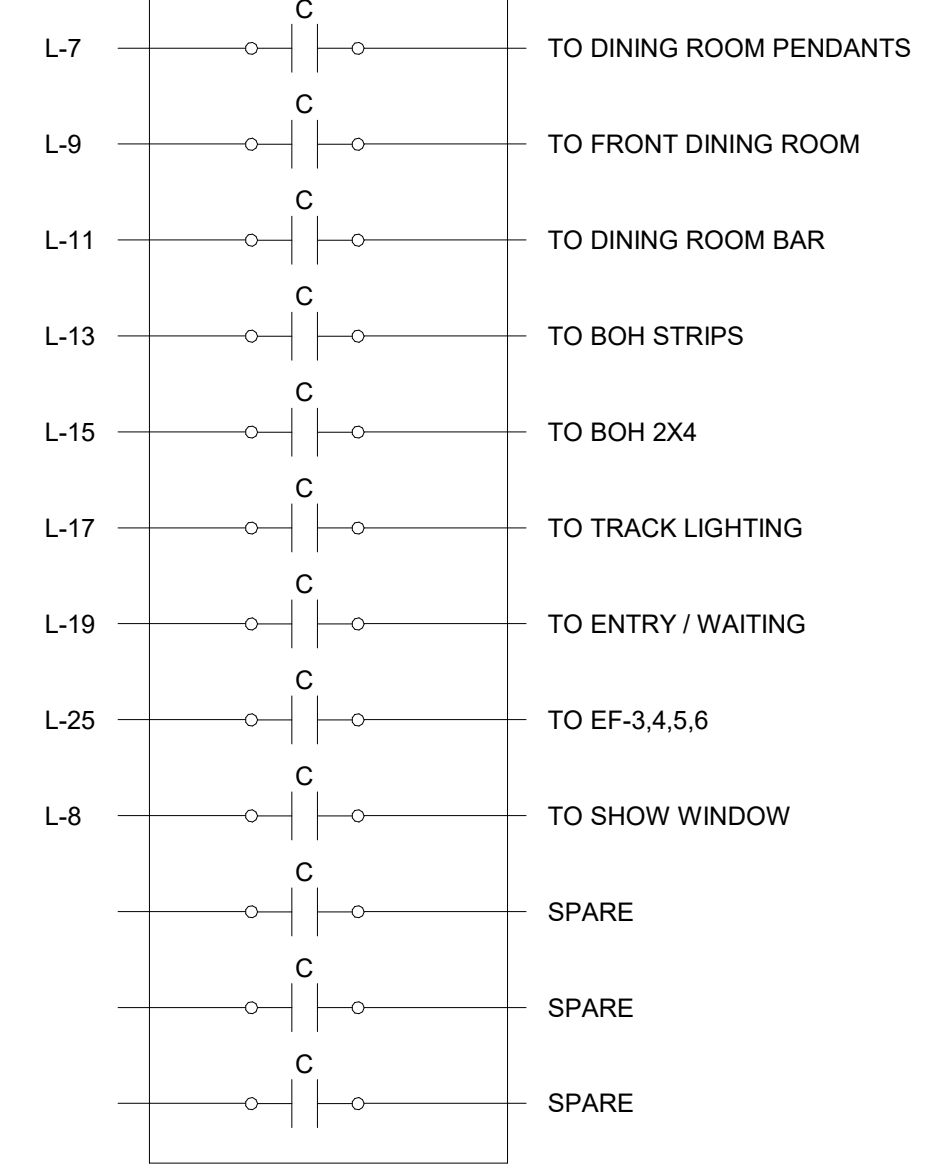 C
L-7 TO DINING ROOM PENDANTS
C
L-9 TO FRONT DINING ROOM
C
L-11 TO DINING ROOM BAR
C
L-13 TO BOH STRIPS
C
L-15 TO BOH 2X4
C
L-17 TO TRACK LIGHTING
C
L-19 TO ENTRY / WAITING
C
L-25 TO EF-3,4,5,6
C
L-8 TO SHOW WINDOW
C
SPARE
C
SPARE
C
SPARE